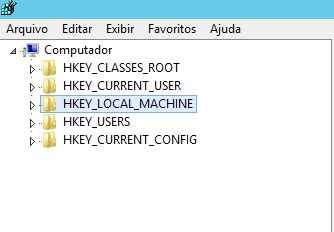 Arquivo Editar Exibir Favoritos Ajuda
Computador
HKEY_CLASSES_ROOT
HKEY_CURRENT_USER
HKEY_LOCAL_MACHINE
HKEY_USERS
HKEY_CURRENT_CONFIG